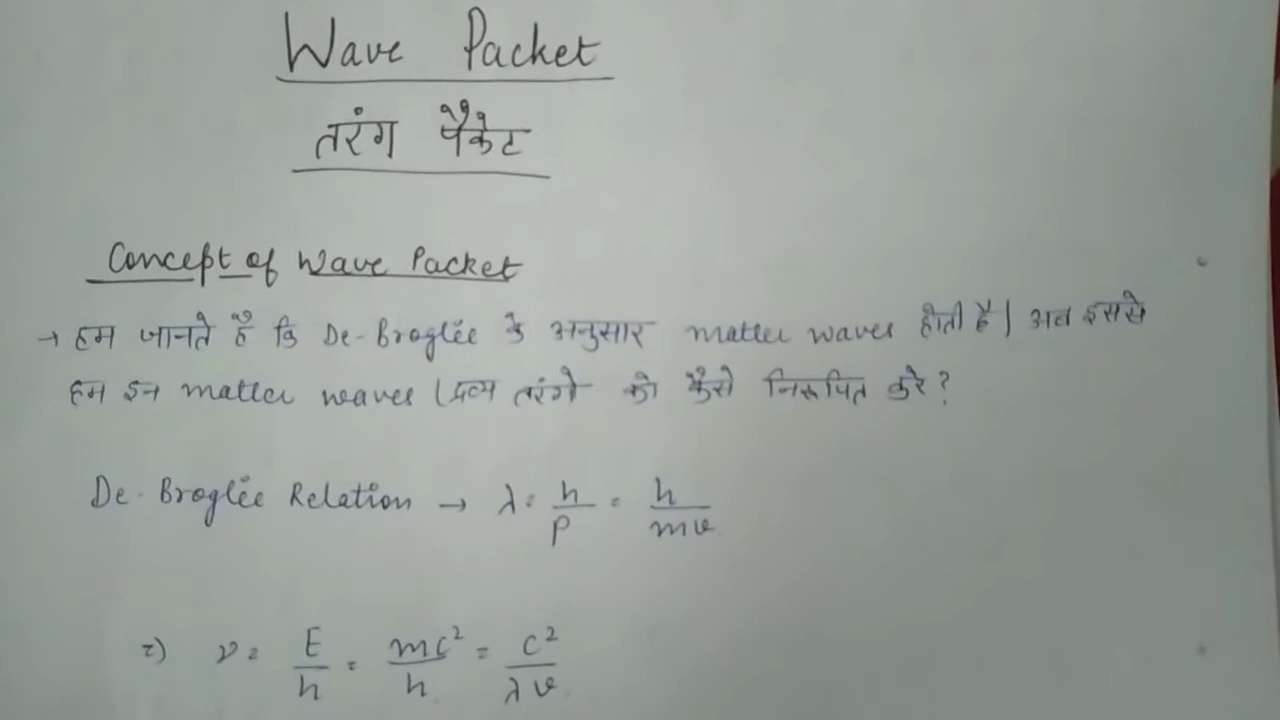 Wave Packet
तरंग पैकेट
Concept of Wave Packet
→ हम जानते है कि De-Broglie के अनुसार matter waves होती है। अब इससे
हम इन matter waves (द्रव्य तरंगो को कैसे निरूपित करे ?
De-Broglie Relation → λ = h/p = h/mv
=) ν = E/h = mc²/h = c²/λv